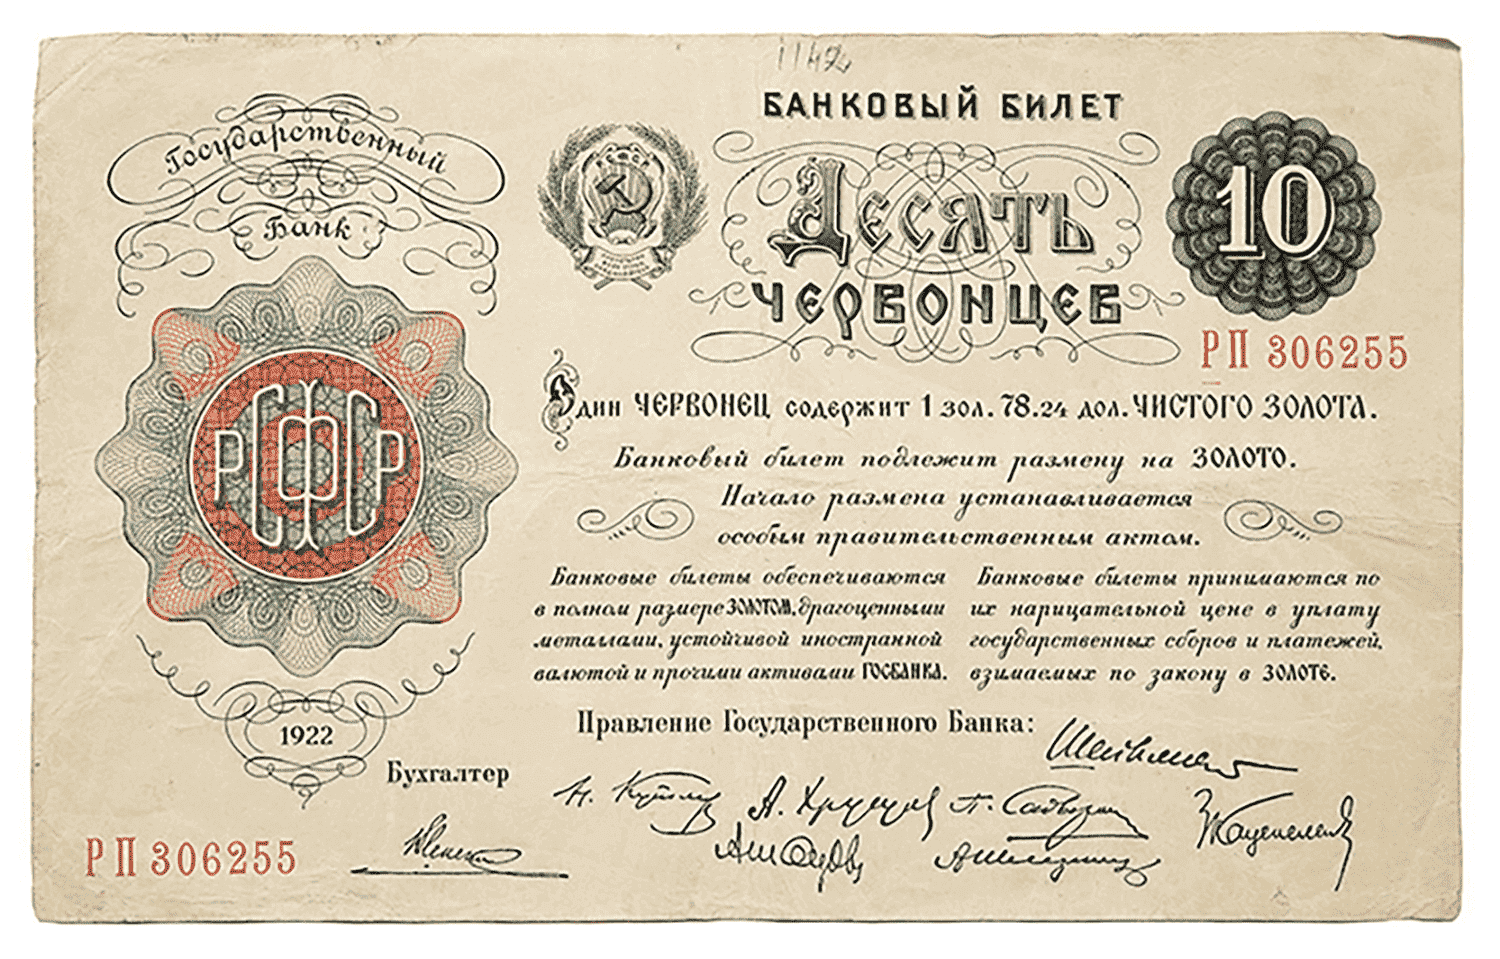 1142
БАНКОВЫЙ БИЛЕТ
Государственный
Банк
РСФСР
ДЕСЯТЬ
ЧЕРВОНЦЕВ
10
РП 306255
РСФСР
Один ЧЕРВОНЕЦ содержит 1 зол. 78.24 дол. ЧИСТОГО ЗОЛОТА.
Банковый билет подлежит размену на ЗОЛОТО.
Начало размена устанавливается
особым правительственным актом.
Банковые билеты обеспечиваются
в полном размере ЗОЛОТОМ, драгоценными
металлами, устойчивой иностранной
валютой и прочими активами ГОСБАНКА.
Банковые билеты принимаются по
их нарицательной цене в уплату
государственных сборов и платежей,
взимаемых по закону в ЗОЛОТЕ.
Правление Государственного Банка:
1922
Бухгалтер
РП 306255